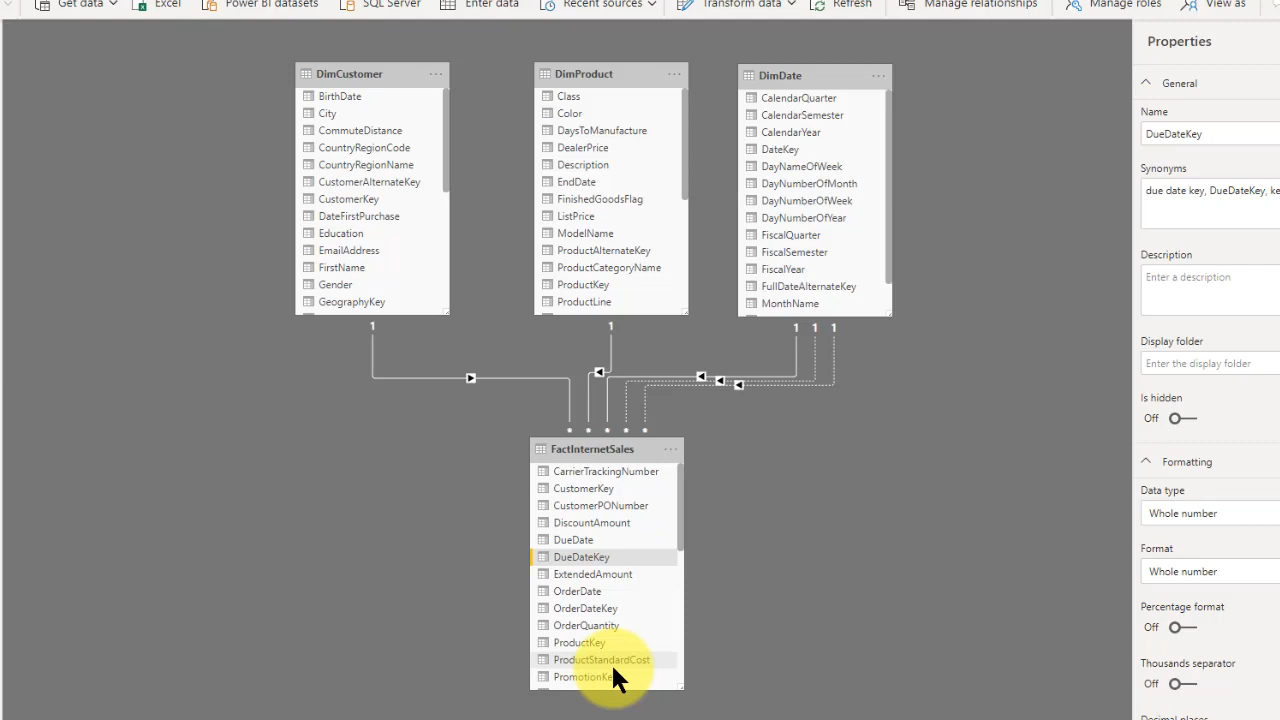 Get data
Excel
Power BI datasets
SQL Server
Enter data
Recent sources
Transform data
Refresh
Manage relationships
Manage roles
View as
DimCustomer
BirthDate
City
CommuteDistance
CountryRegionCode
CountryRegionName
CustomerAlternateKey
CustomerKey
DateFirstPurchase
Education
EmailAddress
FirstName
Gender
GeographyKey
DimProduct
Class
Color
DaysToManufacture
DealerPrice
Description
EndDate
FinishedGoodsFlag
ListPrice
ModelName
ProductAlternateKey
ProductCategoryName
ProductKey
ProductLine
DimDate
CalendarQuarter
CalendarSemester
CalendarYear
DateKey
DayNameOfWeek
DayNumberOfMonth
DayNumberOfWeek
DayNumberOfYear
FiscalQuarter
FiscalSemester
FiscalYear
FullDateAlternateKey
MonthName
1
1
1 1 1
* * * * *
FactInternetSales
CarrierTrackingNumber
CustomerKey
CustomerPONumber
DiscountAmount
DueDate
DueDateKey
ExtendedAmount
OrderDate
OrderDateKey
OrderQuantity
ProductKey
ProductStandardCost
PromotionKe
Properties
General
Name
DueDateKey
Synonyms
due date key, DueDateKey, ke
Description
Enter a description
Display folder
Enter the display folder
Is hidden
Off
Formatting
Data type
Whole number
Format
Whole number
Percentage format
Off
Thousands separator
Off
Decimal places